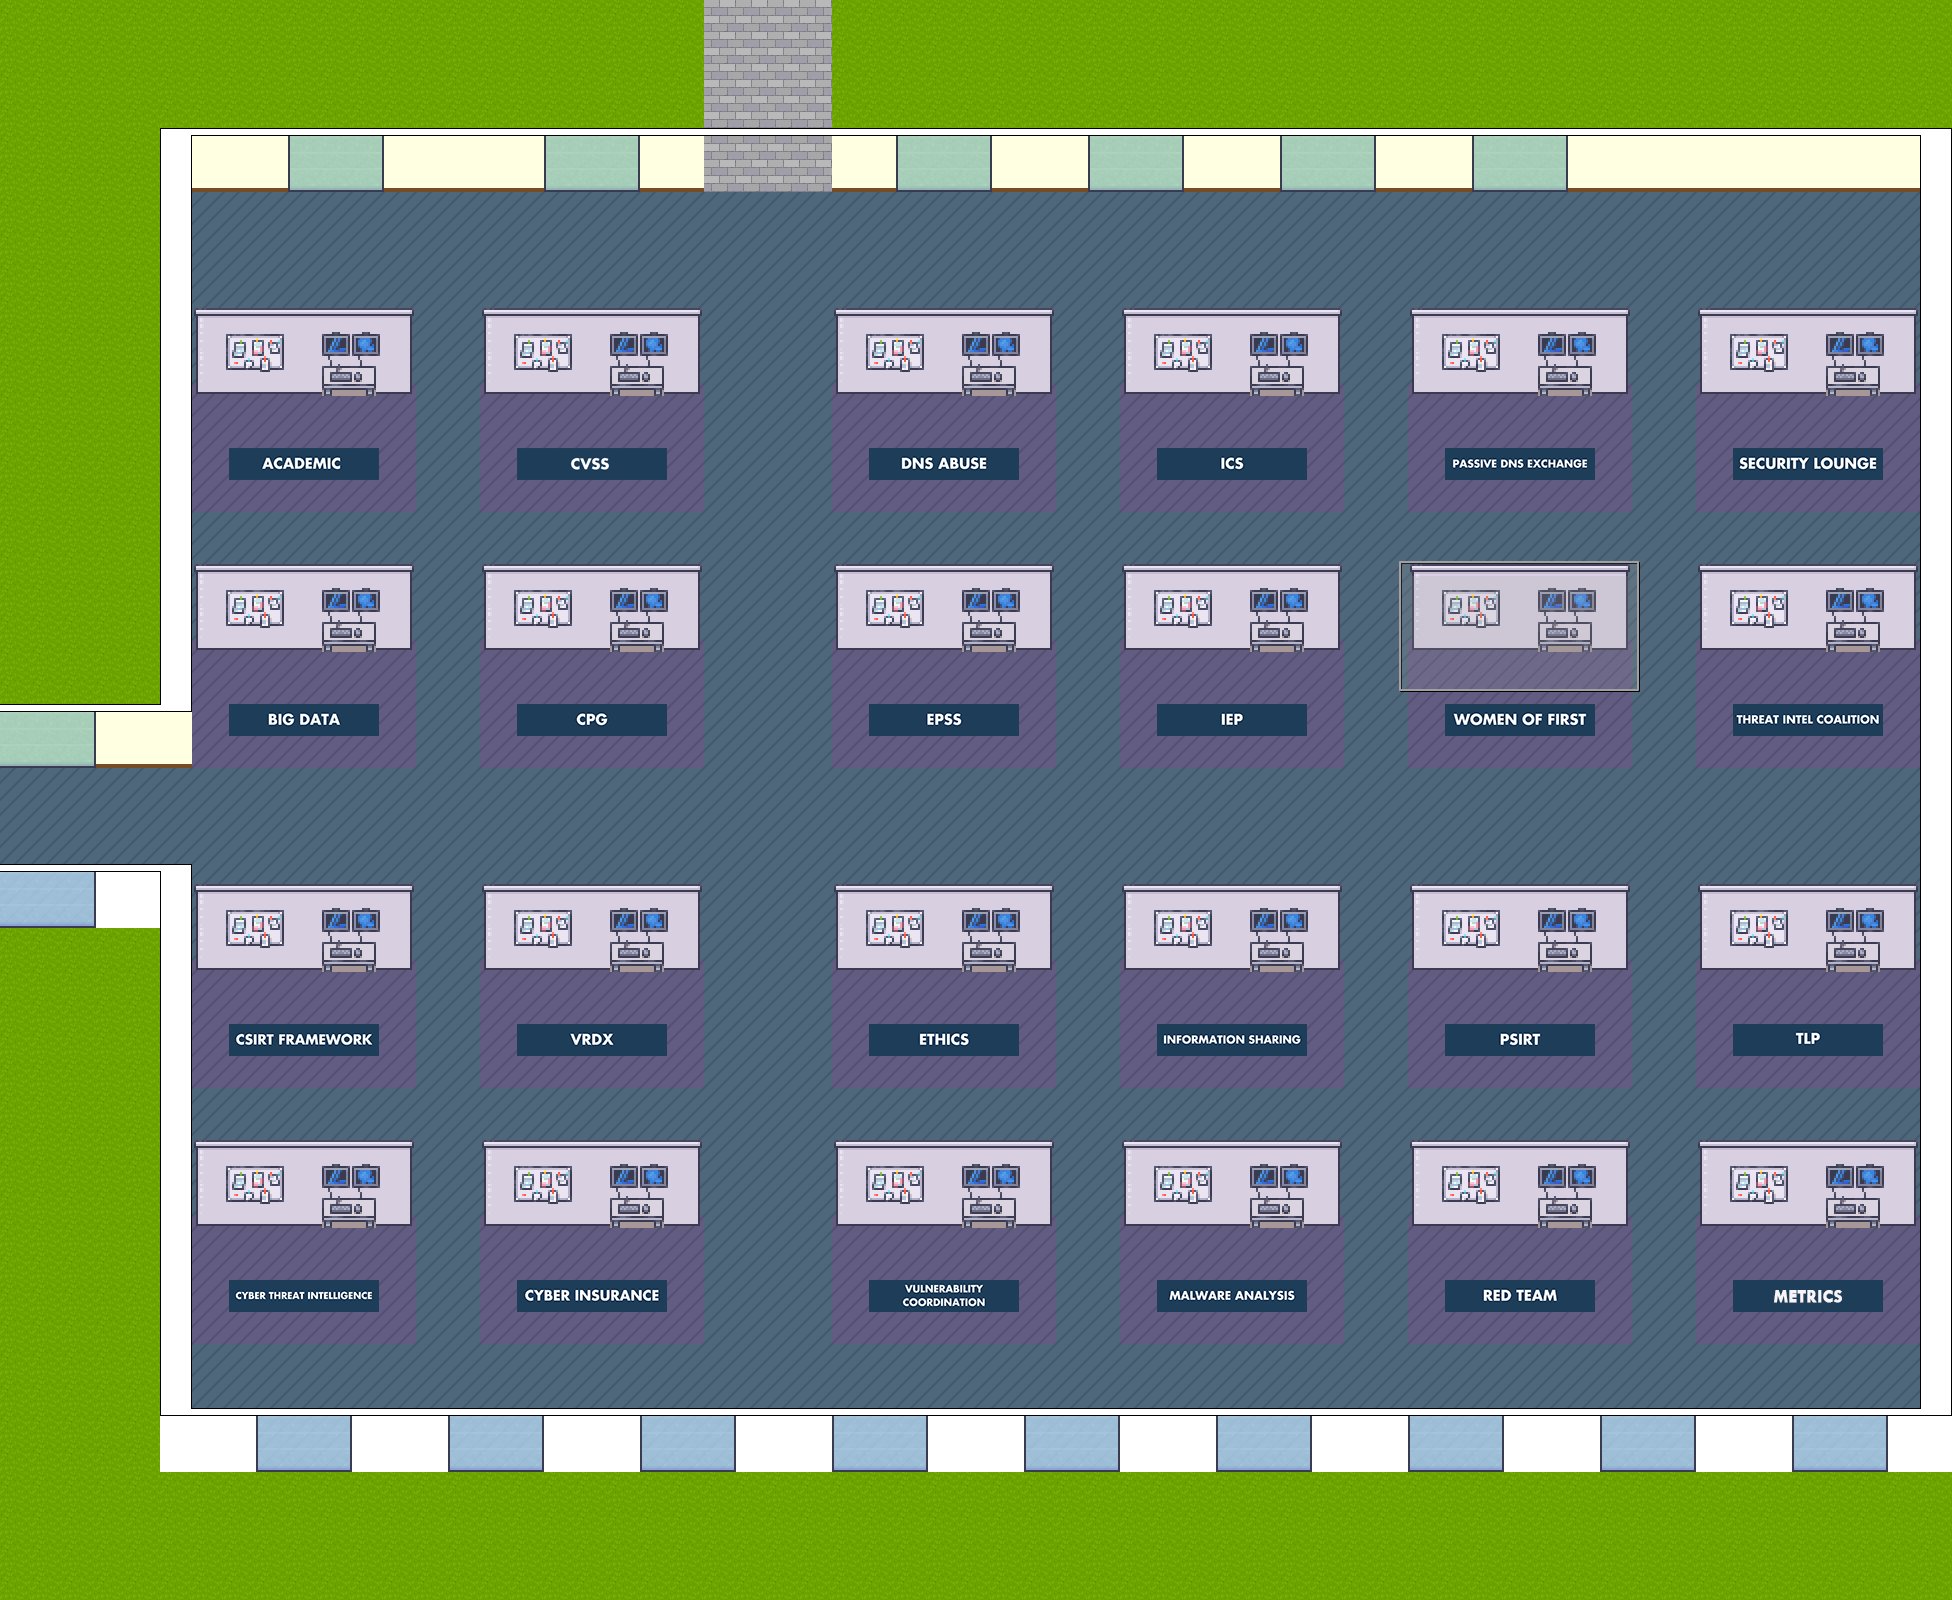 ACADEMIC
CVSS
DNS ABUSE
ICS
PASSIVE DNS EXCHANGE
SECURITY LOUNGE
BIG DATA
CPG
EPSS
IEP
WOMEN OF FIRST
THREAT INTEL COALITION
CSIRT FRAMEWORK
VRDX
ETHICS
INFORMATION SHARING
PSIRT
TLP
CYBER THREAT INTELLIGENCE
CYBER INSURANCE
VULNERABILITY
COORDINATION
MALWARE ANALYSIS
RED TEAM
METRICS